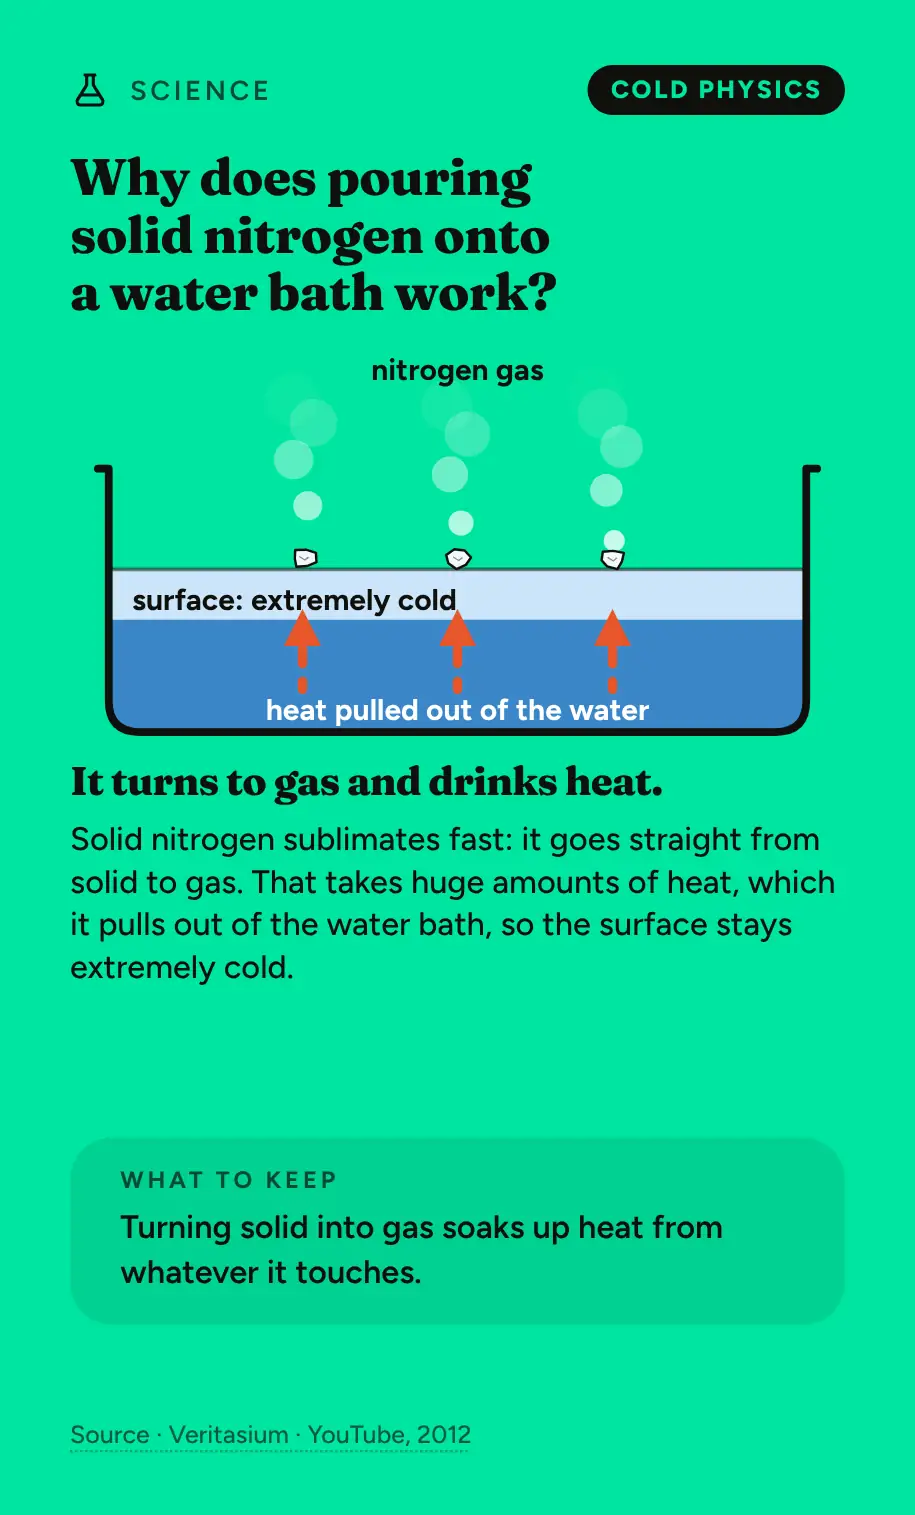 SCIENCE
COLD PHYSICS
Why does pouring
solid nitrogen onto
a water bath work?
nitrogen gas
surface: extremely cold
heat pulled out of the water
It turns to gas and drinks heat.
Solid nitrogen sublimates fast: it goes straight from
solid to gas. That takes huge amounts of heat, which
it pulls out of the water bath, so the surface stays
extremely cold.
WHAT TO KEEP
Turning solid into gas soaks up heat from
whatever it touches.
Source · Veritasium · YouTube, 2012